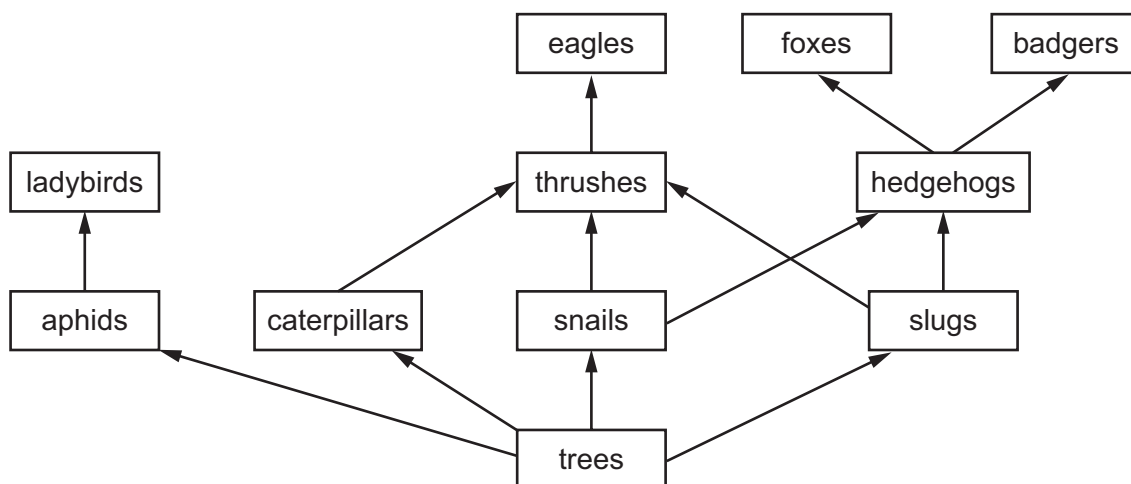 eagles
foxes
badgers
ladybirds
thrushes
hedgehogs
aphids
caterpillars
snails
slugs
trees